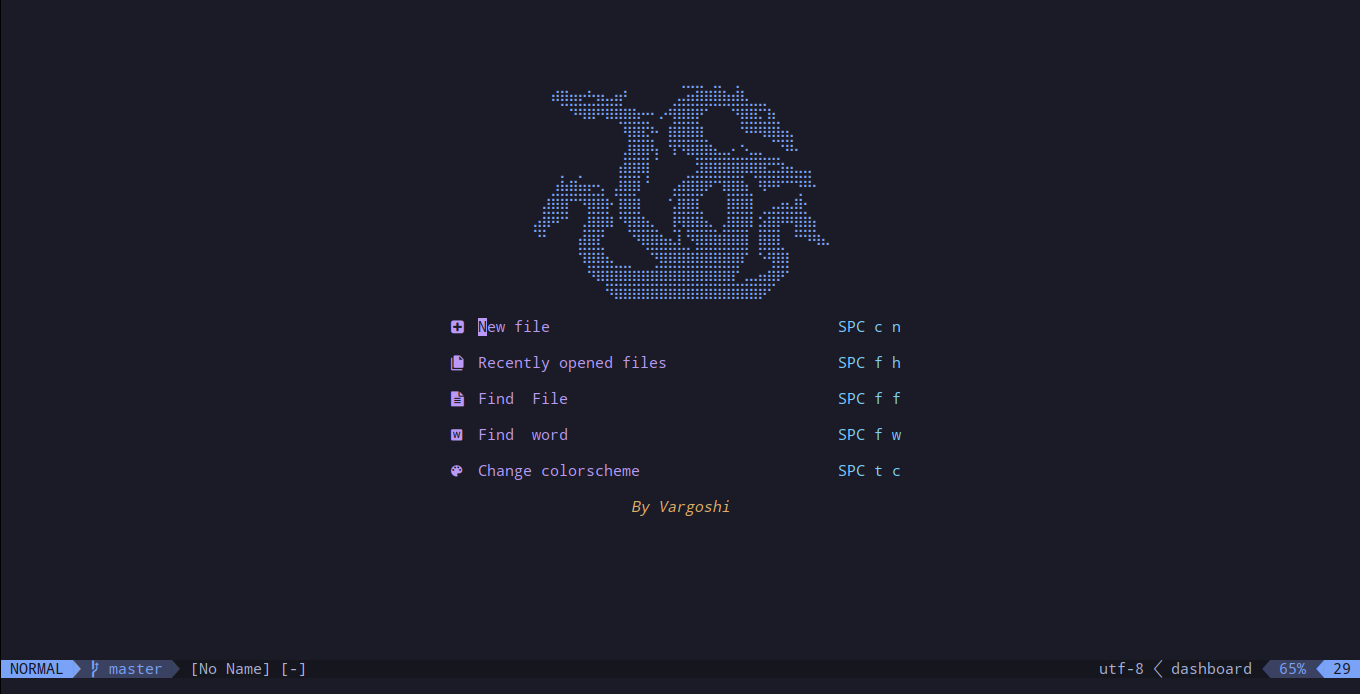 New file SPC c n
Recently opened files SPC f h
Find  File SPC f f
Find  word SPC f w
Change colorscheme SPC t c
By Vargoshi
NORMAL master [No Name] [-] utf-8 dashboard 65% 29